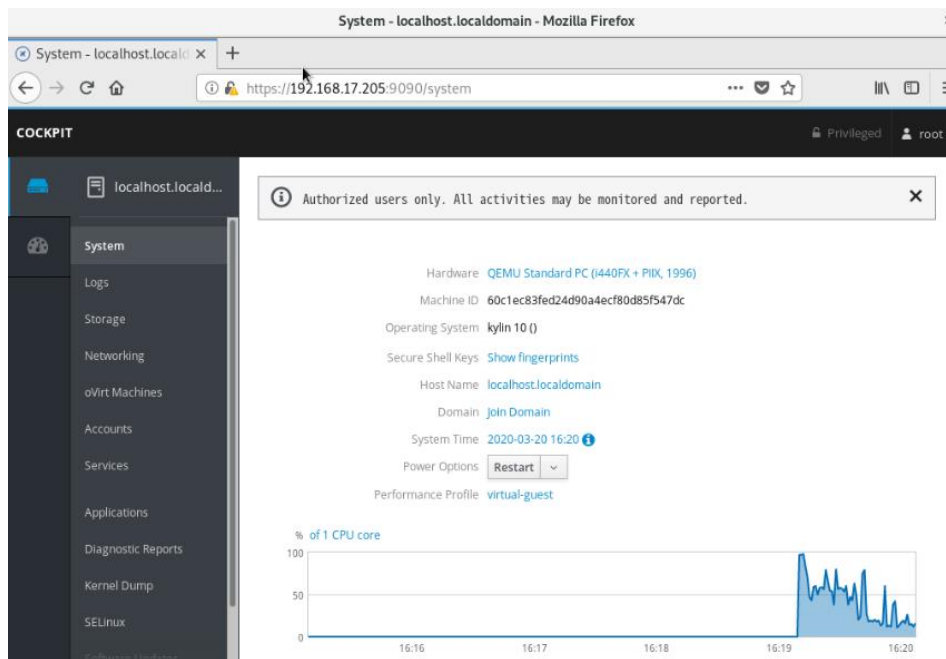 System - localhost.localdomain - Mozilla Firefox
System - localhost.locald
https://192.168.17.205:9090/system
COCKPIT
Privileged
root
localhost.locald...
Authorized users only. All activities may be monitored and reported.
System
Logs
Storage
Networking
oVirt Machines
Accounts
Services
Applications
Diagnostic Reports
Kernel Dump
SELinux
Software Updates
Hardware QEMU Standard PC (i440FX + PIIX, 1996)
Machine ID 60c1ec83fed24d90a4ecf80d85f547dc
Operating System kylin 10 ()
Secure Shell Keys Show fingerprints
Host Name localhost.localdomain
Domain Join Domain
System Time 2020-03-20 16:20
Power Options Restart
Performance Profile virtual-guest
% of 1 CPU core
100
50
0
16:16 16:17 16:18 16:19 16:20